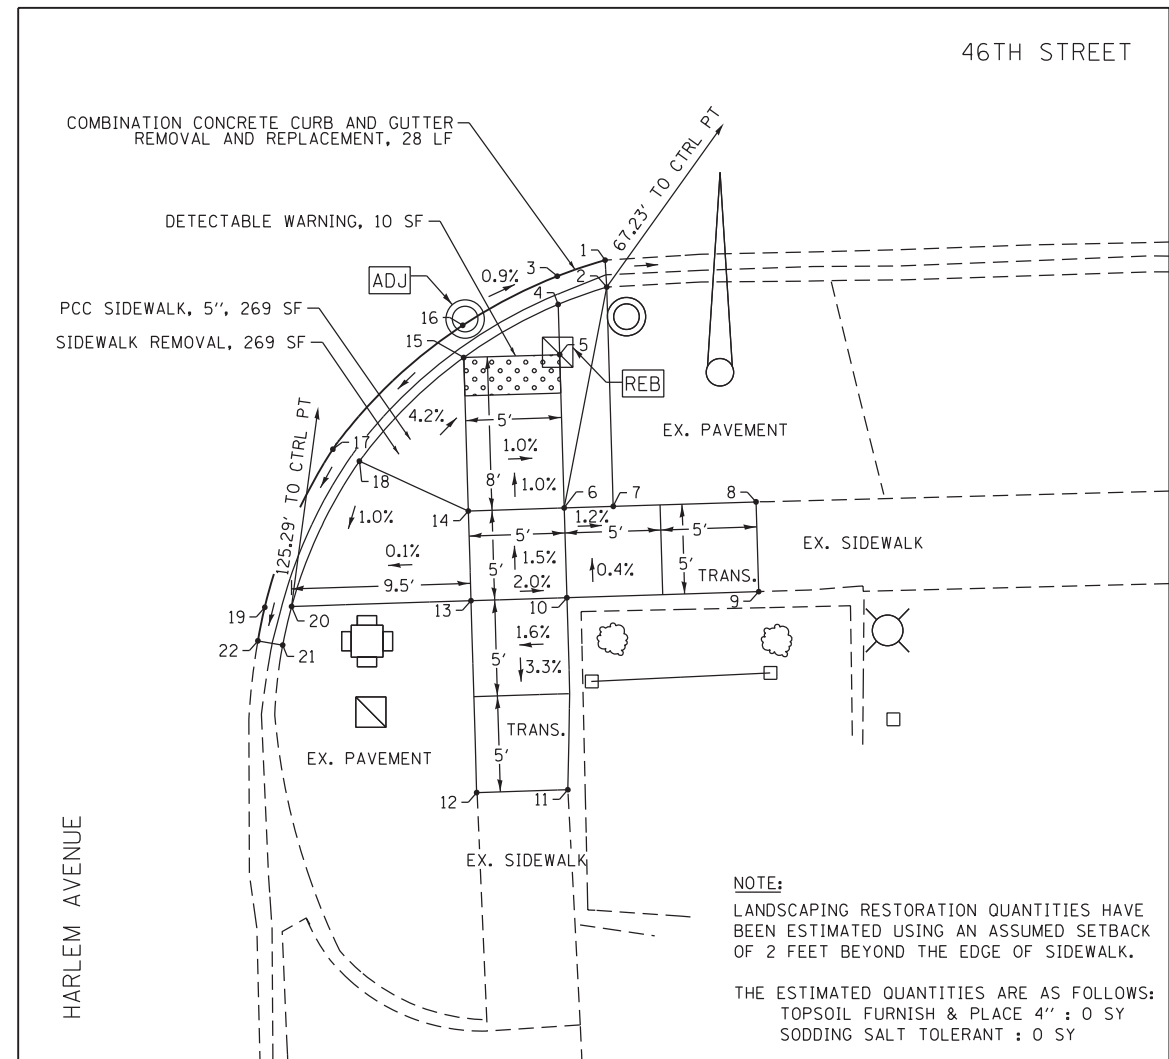 46TH STREET
COMBINATION CONCRETE CURB AND GUTTER
REMOVAL AND REPLACEMENT, 28 LF
67.23' TO CTRL PT
DETECTABLE WARNING, 10 SF
1
2
3
4
0.9%
ADJ
16
PCC SIDEWALK, 5", 269 SF
SIDEWALK REMOVAL, 269 SF
15
5
REB
4.2%
5'
EX. PAVEMENT
125.29' TO CTRL PT
17
1.0%
18
8'
1.0%
14
6
7
8
1.0%
5'
1.2%
5'
5'
EX. SIDEWALK
0.1%
5'
1.5%
0.4%
5'
TRANS.
9.5'
2.0%
19
20
13
10
9
22
21
1.6%
5'
3.3%
TRANS.
5'
EX. PAVEMENT
12
11
HARLEM AVENUE
EX. SIDEWALK
NOTE:
LANDSCAPING RESTORATION QUANTITIES HAVE
BEEN ESTIMATED USING AN ASSUMED SETBACK
OF 2 FEET BEYOND THE EDGE OF SIDEWALK.
THE ESTIMATED QUANTITIES ARE AS FOLLOWS:
TOPSOIL FURNISH & PLACE 4" : 0 SY
SODDING SALT TOLERANT : 0 SY